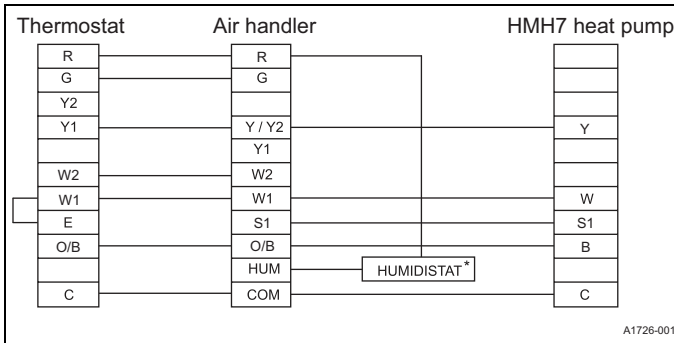 Thermostat Air handler HMH7 heat pump
R R
G G
Y2
Y1 Y / Y2 Y
Y1
W2 W2
W1 W1 W
E S1 S1
O/B O/B B
HUM HUMIDISTAT*
C COM C
A1726-001